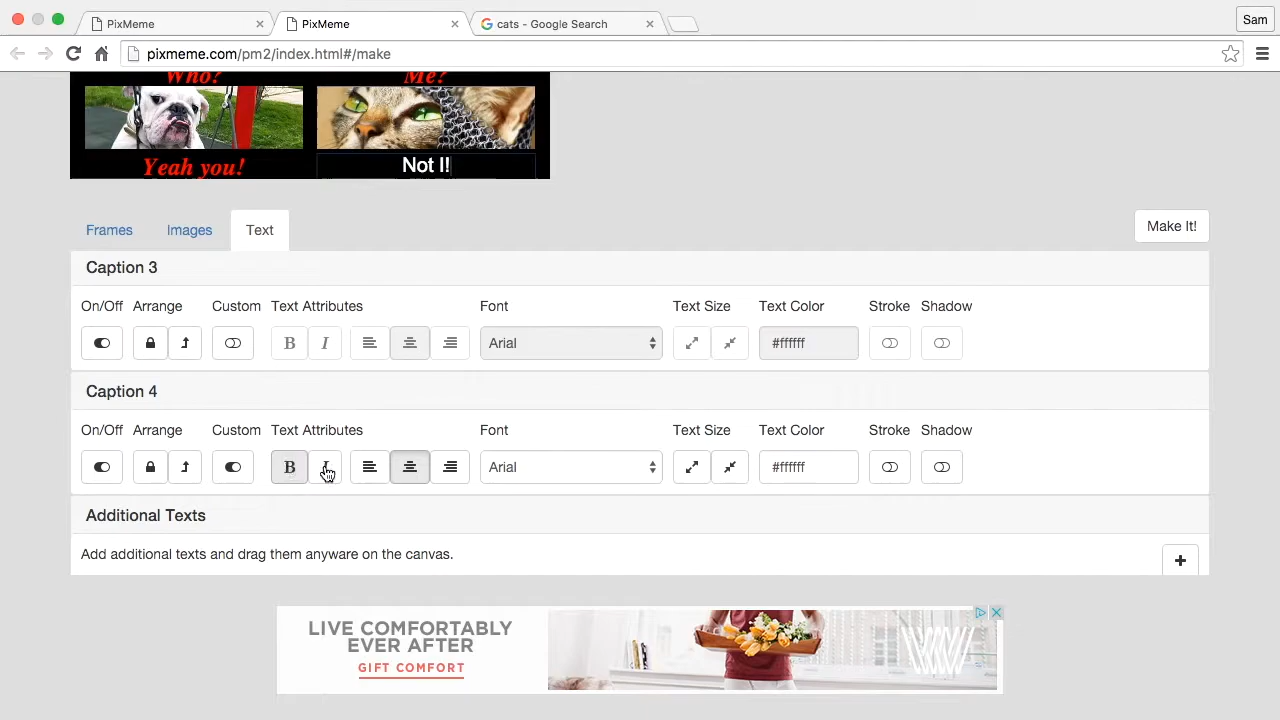 PixMeme
PixMeme
cats - Google Search
Sam
pixmeme.com/pm2/index.html#/make
Who? Me?
Yeah you! Not I!
Frames Images Text Make It!
Caption 3
On/Off Arrange Custom Text Attributes Font Text Size Text Color Stroke Shadow
B I Arial #ffffff
Caption 4
On/Off Arrange Custom Text Attributes Font Text Size Text Color Stroke Shadow
B I Arial #ffffff
Additional Texts
Add additional texts and drag them anyware on the canvas.
LIVE COMFORTABLY
EVER AFTER
GIFT COMFORT